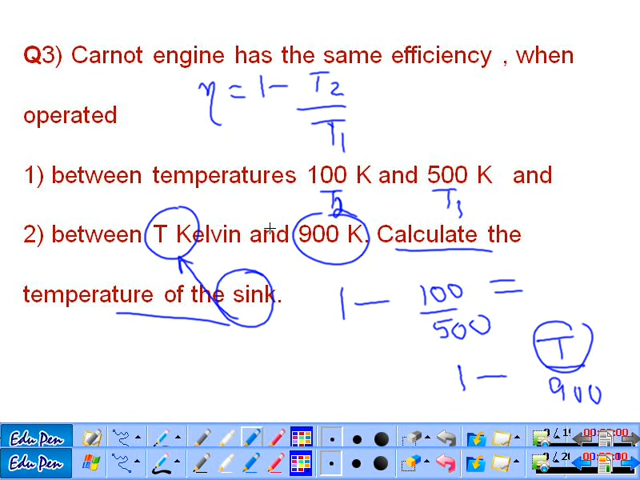 Q3) Carnot engine has the same efficiency , when
η = 1 - T2
T1
operated
1) between temperatures 100 K and 500 K and
T2 T1
2) between T Kelvin and 900 K. Calculate the
temperature of the sink.
1 - 100 =
500
1 - T
900
Edu Pen
Edu Pen